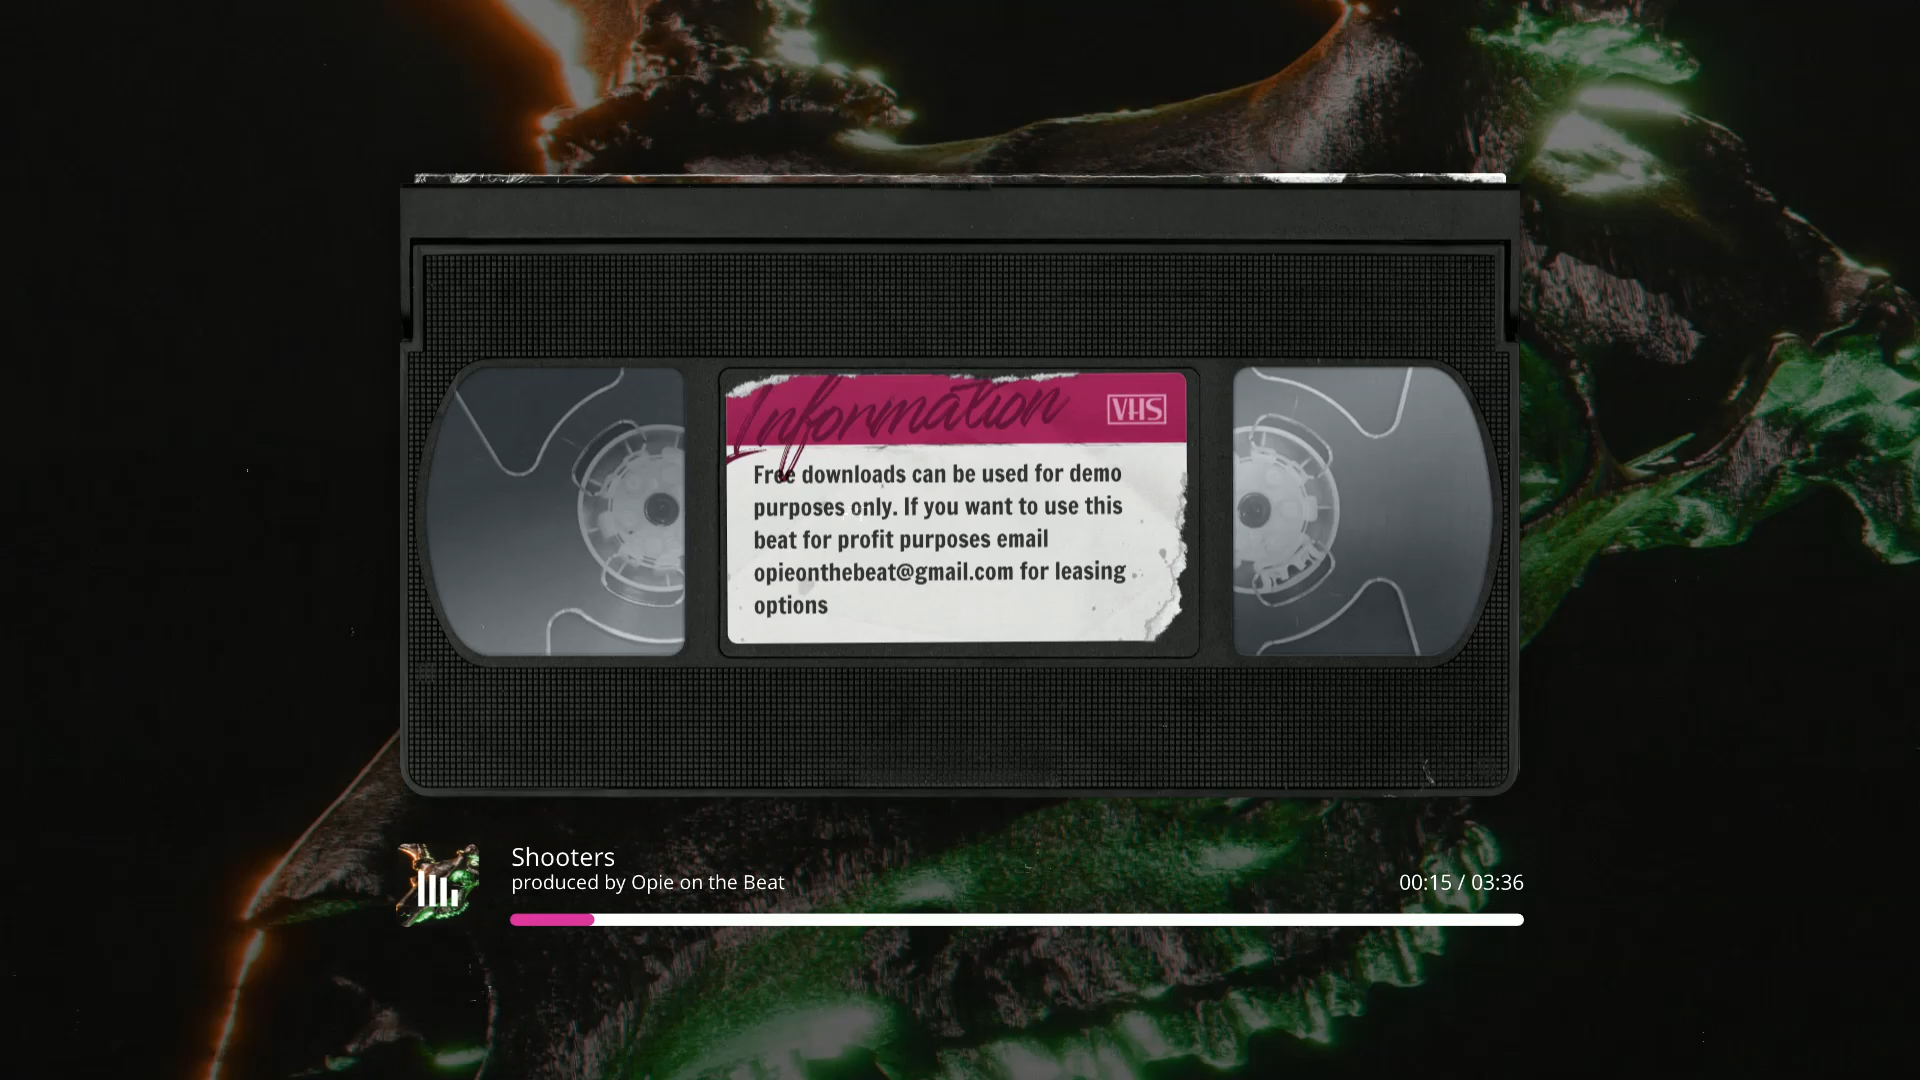 Information
VHS
Free downloads can be used for demo
purposes only. If you want to use this
beat for profit purposes email
opieonthebeat@gmail.com for leasing
options
Shooters
produced by Opie on the Beat
00:15 / 03:36